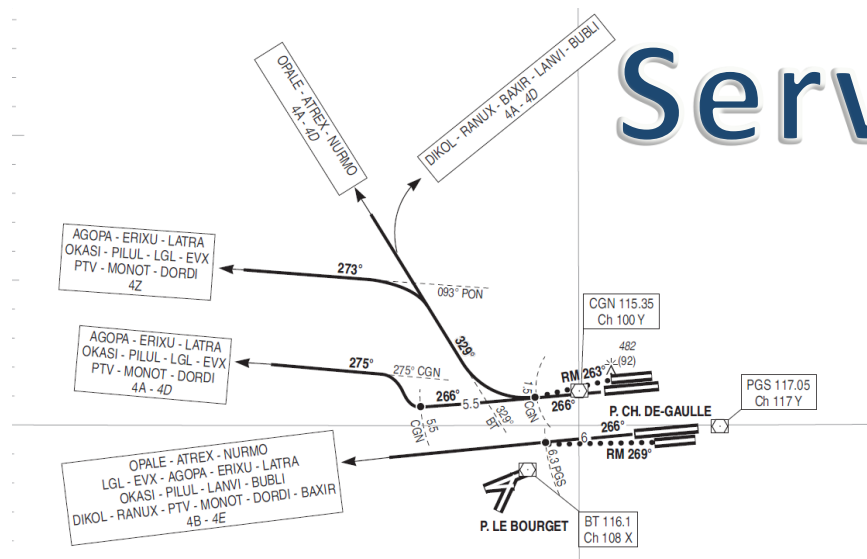 Serv
OPALE - ATREX - NURMO
4A - 4D
DIKOL - RANUX - BAXIR - LANVI - BUBLI
4A - 4D
AGOPA - ERIXU - LATRA
OKASI - PILUL - LGL - EVX
PTV - MONOT - DORDI
4Z
273°
093° PON
CGN 115.35
Ch 100 Y
AGOPA - ERIXU - LATRA
OKASI - PILUL - LGL - EVX
PTV - MONOT - DORDI
4A - 4D
275°
275° CGN
329°
482
(92)
RM 263°
266°
5.5
266°
1.5 CGN
5.5
CGN
329°
BT
PGS 117.05
Ch 117 Y
P. CH. DE-GAULLE
266°
6
RM 269°
6.3 PGS
OPALE - ATREX - NURMO
LGL - EVX - AGOPA - ERIXU - LATRA
OKASI - PILUL - LANVI - BUBLI
DIKOL - RANUX - PTV - MONOT - DORDI - BAXIR
4B - 4E
P. LE BOURGET
BT 116.1
Ch 108 X